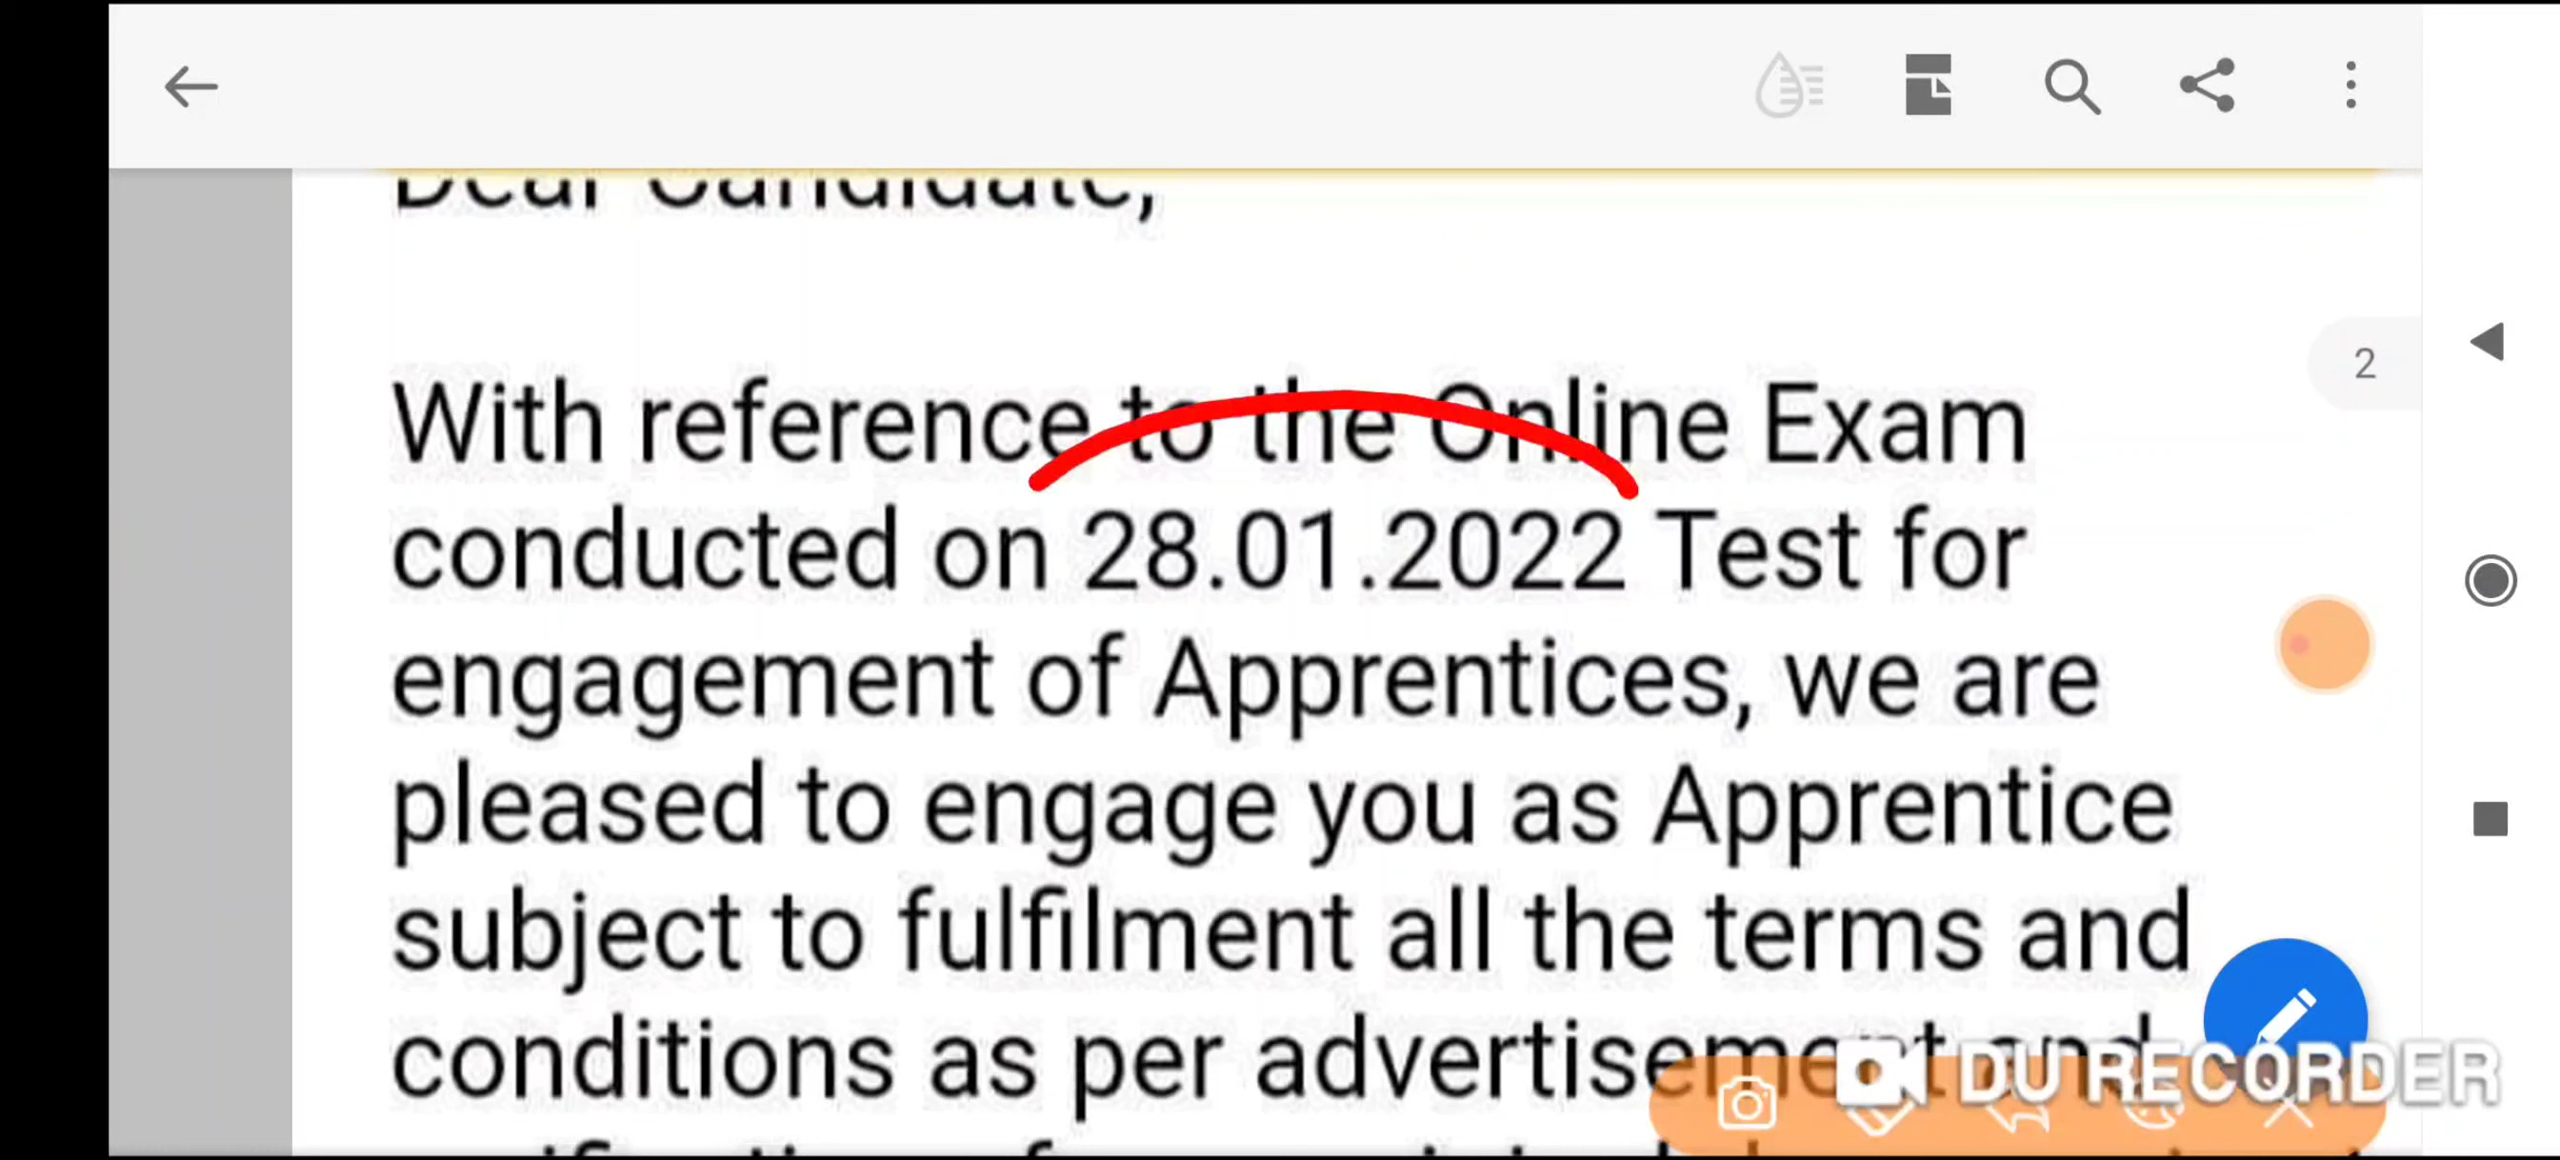 Dear Candidate,
2
With reference to the Online Exam
conducted on 28.01.2022 Test for
engagement of Apprentices, we are
pleased to engage you as Apprentice
subject to fulfilment all the terms and
conditions as per advertisement and
DU RECORDER